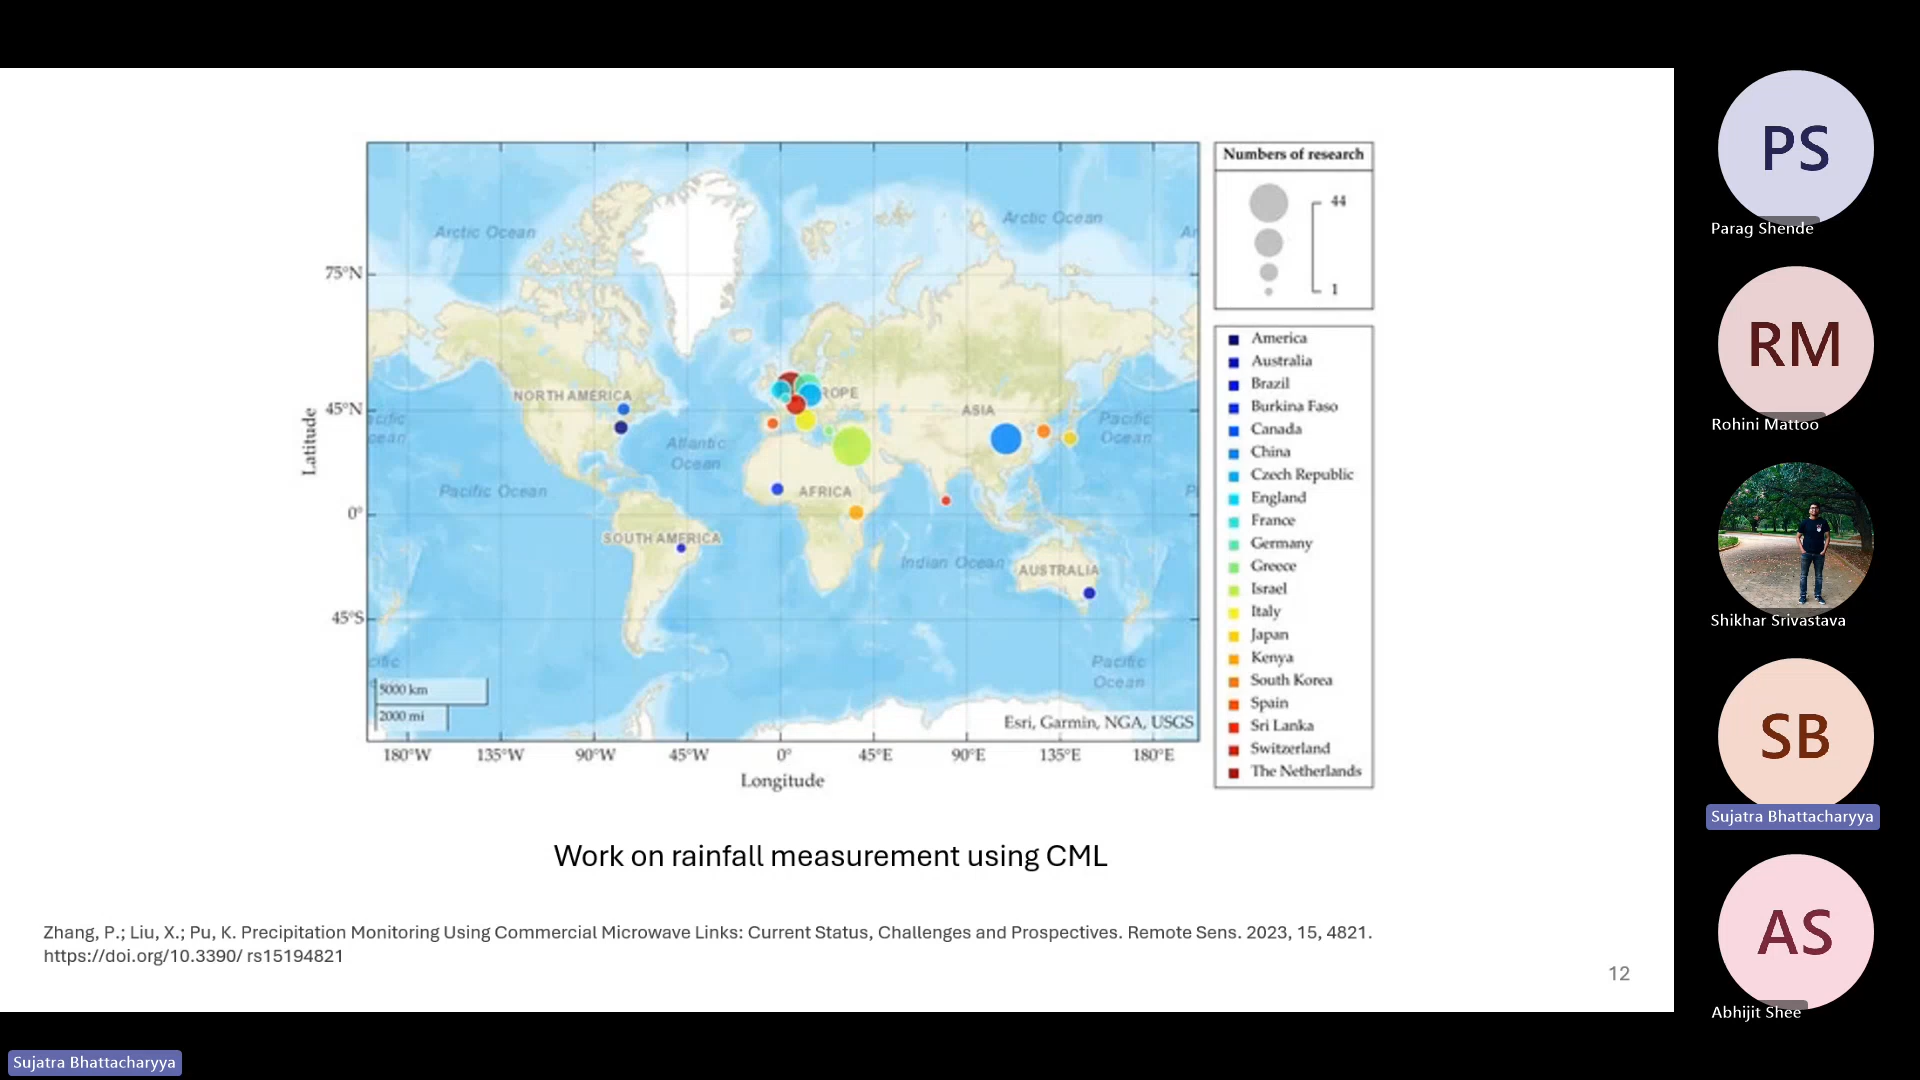 Numbers of research
44
1
Arctic Ocean
Arctic Ocean
Ar
75°N
NORTH AMERICA
ROPE
ASIA
45°N
cific
cean
Atlantic
Ocean
Pacific
Ocean
Pacific Ocean
AFRICA
P
0°
SOUTH AMERICA
Indian Ocean
AUSTRALIA
45°S
cific
Pacific
Ocean
5000 km
2000 mi
Esri, Garmin, NGA, USGS
180°W 135°W 90°W 45°W 0° 45°E 90°E 135°E 180°E
Longitude
Latitude
America
Australia
Brazil
Burkina Faso
Canada
China
Czech Republic
England
France
Germany
Greece
Israel
Italy
Japan
Kenya
South Korea
Spain
Sri Lanka
Switzerland
The Netherlands
Work on rainfall measurement using CML
Zhang, P.; Liu, X.; Pu, K. Precipitation Monitoring Using Commercial Microwave Links: Current Status, Challenges and Prospectives. Remote Sens. 2023, 15, 4821.
https://doi.org/10.3390/ rs15194821
12
PS
Parag Shende
RM
Rohini Mattoo
Shikhar Srivastava
SB
Sujatra Bhattacharyya
AS
Abhijit Shee
Sujatra Bhattacharyya